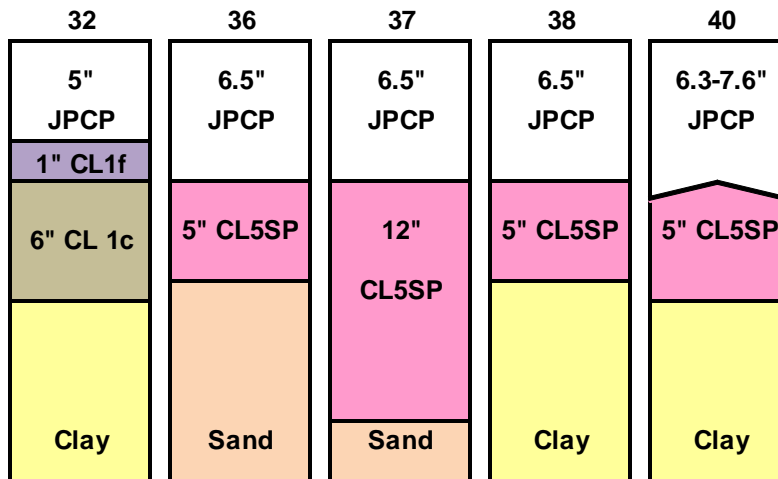 32
36
37
38
40
5"
JPCP
6.5"
JPCP
6.5"
JPCP
6.5"
JPCP
6.3-7.6"
JPCP
1" CL1f
6" CL 1c
5" CL5SP
12"
CL5SP
5" CL5SP
5" CL5SP
Clay
Sand
Sand
Clay
Clay